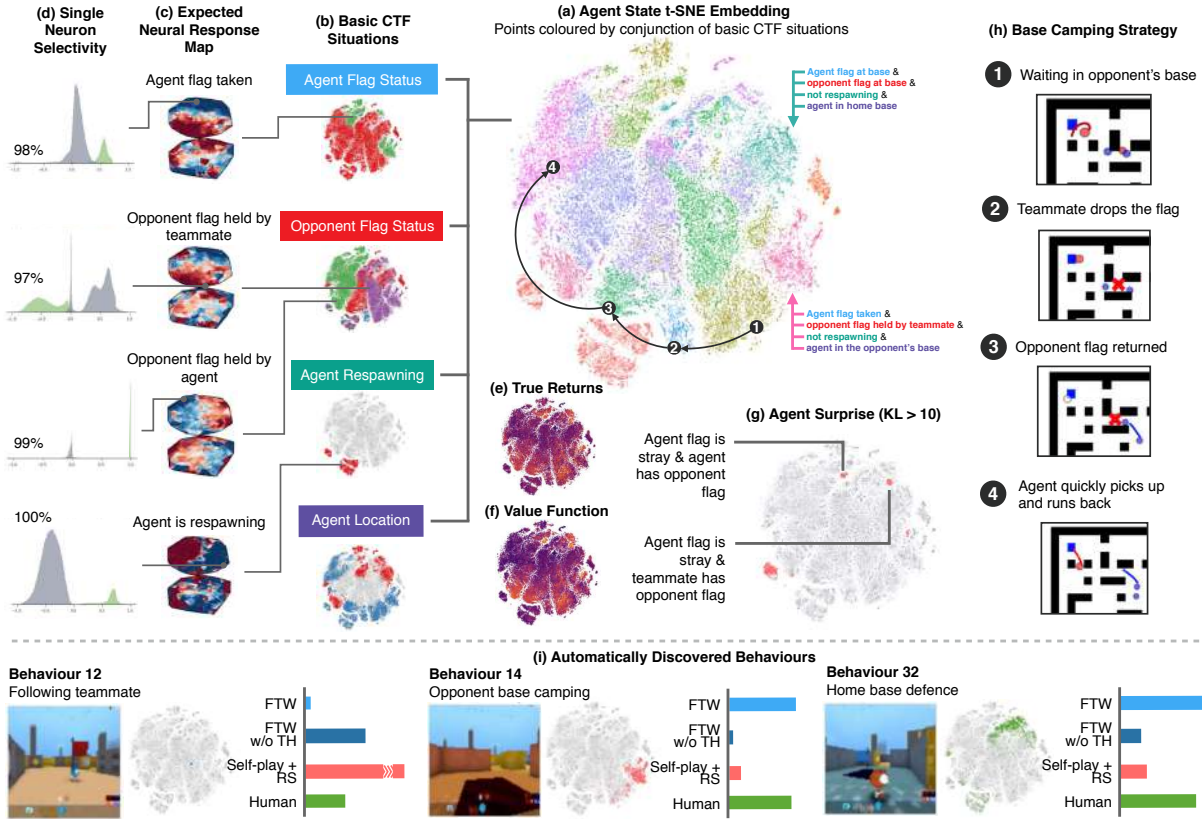 (d) Single
Neuron
Selectivity
(c) Expected
Neural Response
Map
(b) Basic CTF
Situations
(a) Agent State t-SNE Embedding
Points coloured by conjunction of basic CTF situations
(h) Base Camping Strategy
98%
97%
99%
100%
Agent flag taken
Opponent flag held by
teammate
Opponent flag held by
agent
Agent is respawning
Agent Flag Status
Opponent Flag Status
Agent Respawning
Agent Location
Agent flag at base &
opponent flag at base &
not respawning &
agent in home base
4
3
2
1
Agent flag taken &
opponent flag held by teammate &
not respawning &
agent in the opponent's base
(e) True Returns
(f) Value Function
(g) Agent Surprise (KL > 10)
Agent flag is
stray & agent
has opponent
flag
Agent flag is
stray &
teammate has
opponent flag
1 Waiting in opponent's base
2 Teammate drops the flag
3 Opponent flag returned
4 Agent quickly picks up
and runs back
(i) Automatically Discovered Behaviours
Behaviour 12
Following teammate
FTW
FTW
w/o TH
Self-play +
RS
Human
Behaviour 14
Opponent base camping
FTW
FTW
w/o TH
Self-play +
RS
Human
Behaviour 32
Home base defence
FTW
FTW
w/o TH
Self-play +
RS
Human